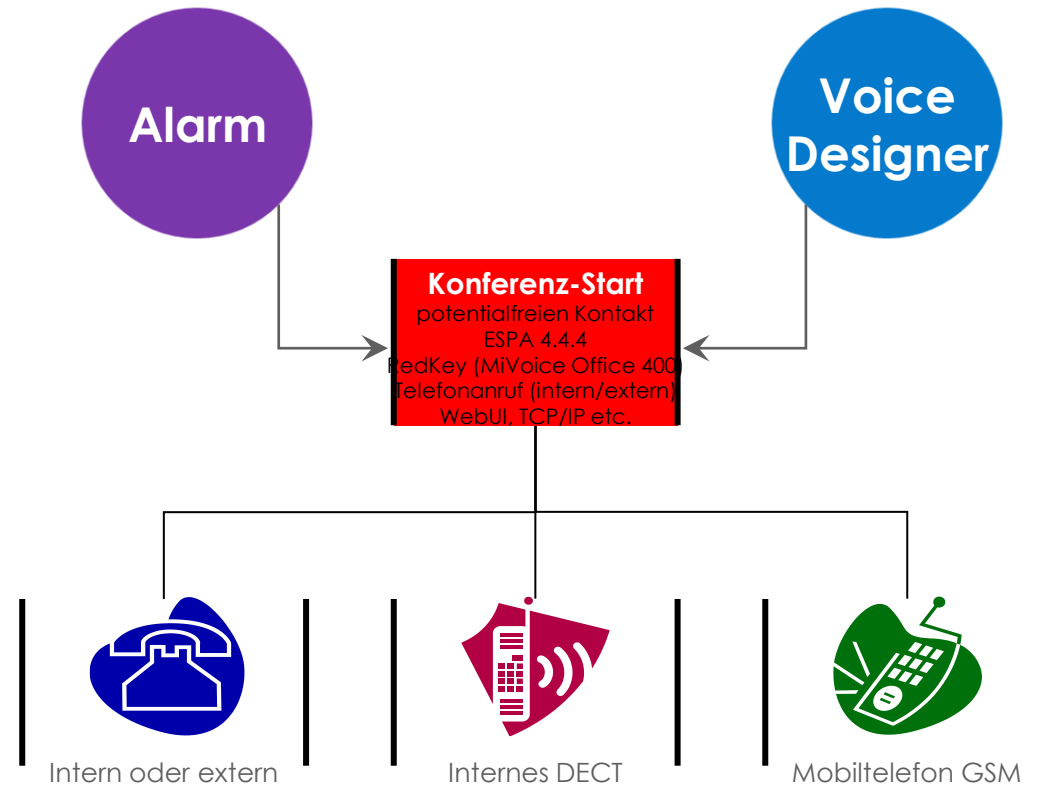 Alarm
Voice
Designer
Konferenz-Start
potentialfreien Kontakt
ESPA 4.4.4
RedKey (MiVoice Office 400)
Telefonanruf (intern/extern)
WebUI, TCP/IP etc.
Intern oder extern
Internes DECT
Mobiltelefon GSM